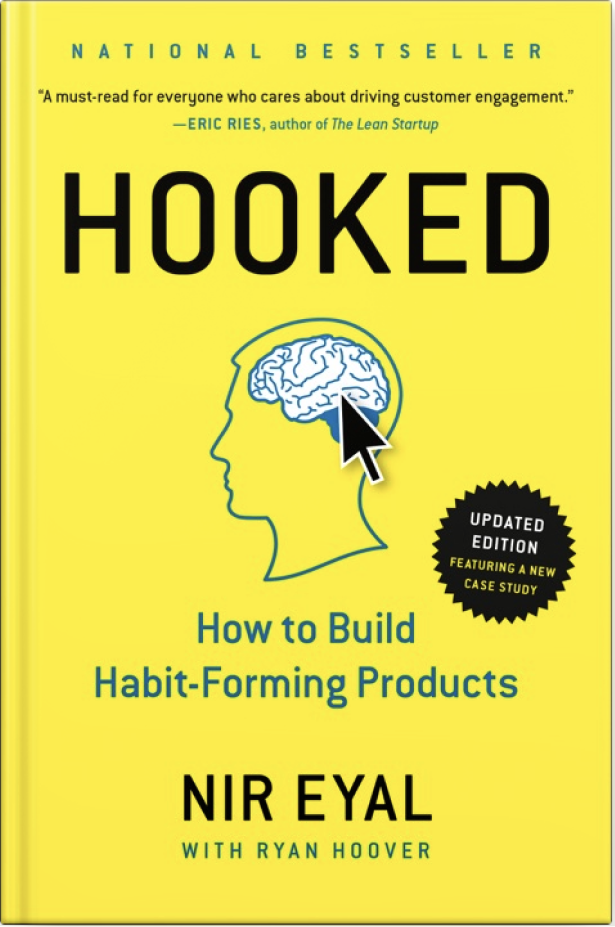 NATIONAL BESTSELLER
“A must-read for everyone who cares about driving customer engagement.”
—ERIC RIES, author of The Lean Startup
HOOKED
UPDATED
EDITION
FEATURING A NEW
CASE STUDY
How to Build
Habit-Forming Products
NIR EYAL
WITH RYAN HOOVER